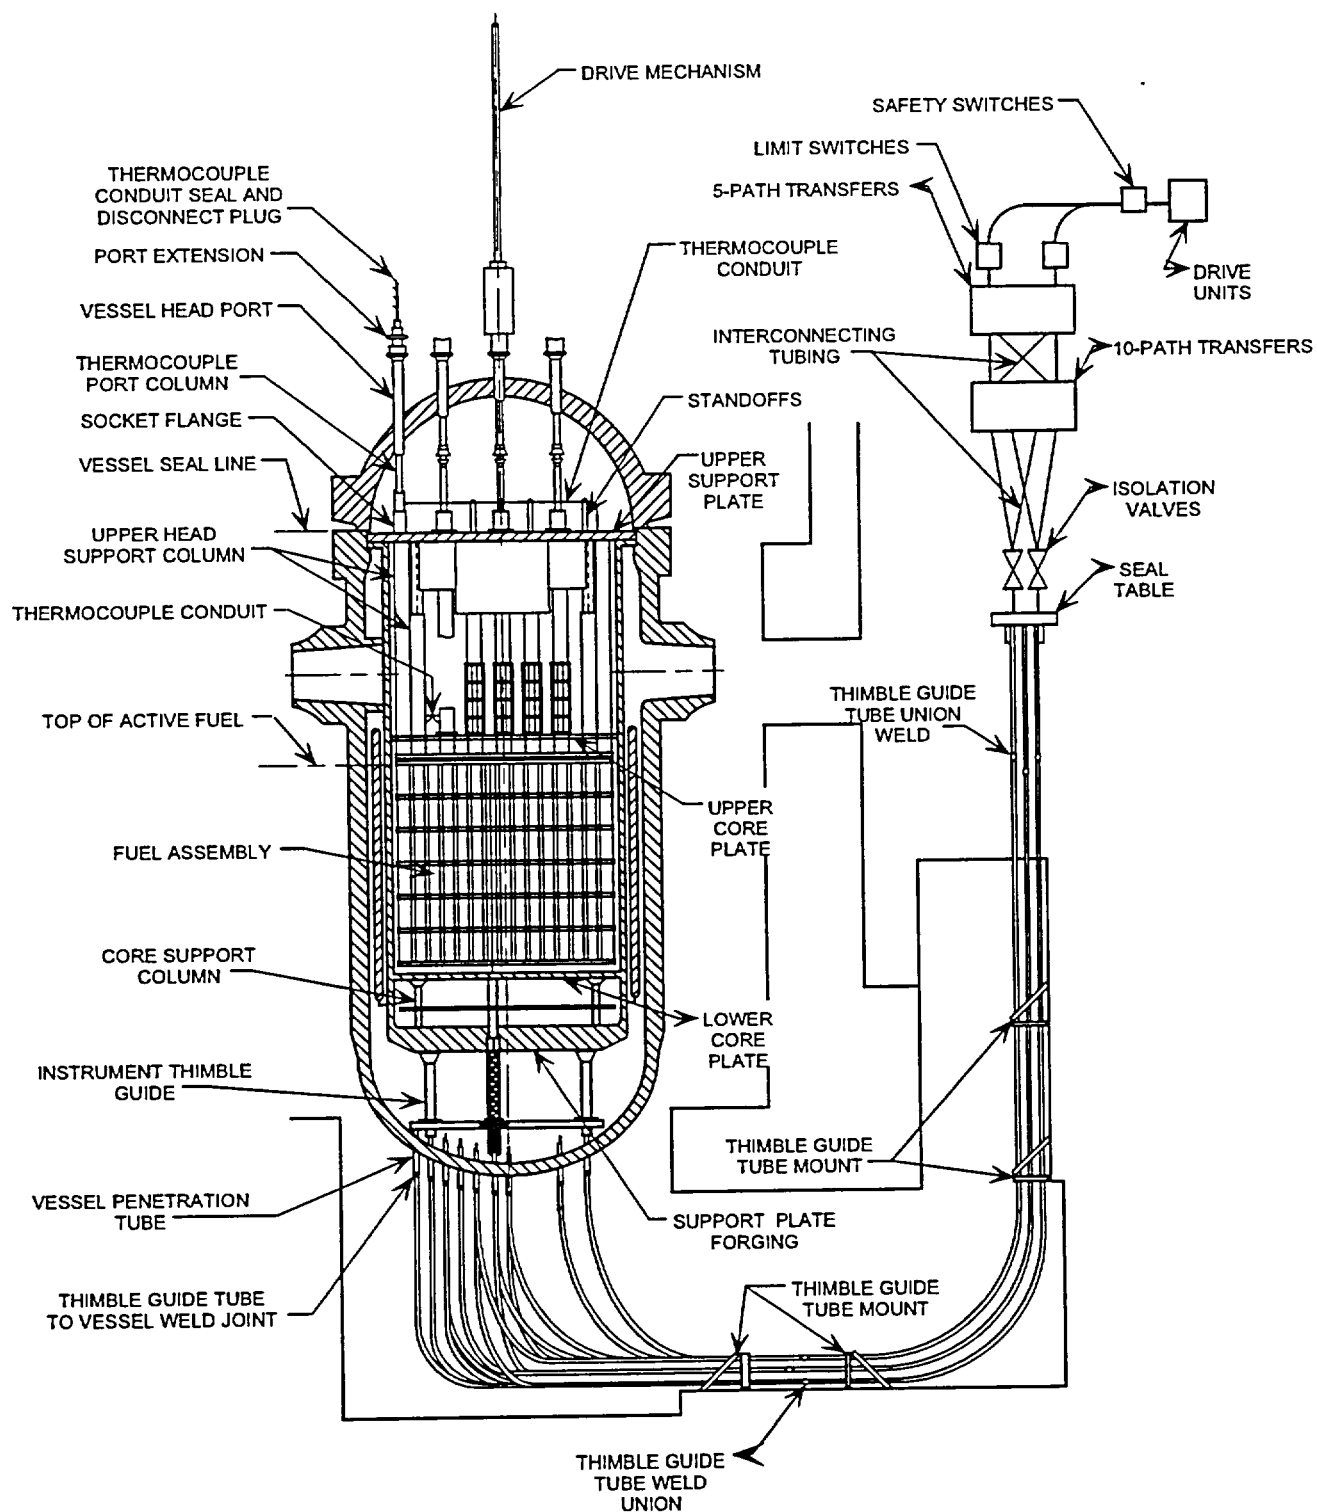 DRIVE MECHANISM
SAFETY SWITCHES
LIMIT SWITCHES
5-PATH TRANSFERS
THERMOCOUPLE
CONDUIT SEAL AND
DISCONNECT PLUG
PORT EXTENSION
THERMOCOUPLE
CONDUIT
DRIVE
UNITS
VESSEL HEAD PORT
INTERCONNECTING
TUBING
10-PATH TRANSFERS
THERMOCOUPLE
PORT COLUMN
STANDOFFS
SOCKET FLANGE
VESSEL SEAL LINE
UPPER
SUPPORT
PLATE
ISOLATION
VALVES
UPPER HEAD
SUPPORT COLUMN
SEAL
TABLE
THERMOCOUPLE CONDUIT
THIMBLE GUIDE
TUBE UNION
WELD
TOP OF ACTIVE FUEL
UPPER
CORE
PLATE
FUEL ASSEMBLY
CORE SUPPORT
COLUMN
LOWER
CORE
PLATE
INSTRUMENT THIMBLE
GUIDE
THIMBLE GUIDE
TUBE MOUNT
VESSEL PENETRATION
TUBE
SUPPORT PLATE
FORGING
THIMBLE GUIDE TUBE
TO VESSEL WELD JOINT
THIMBLE GUIDE
TUBE MOUNT
THIMBLE GUIDE
TUBE WELD
UNION